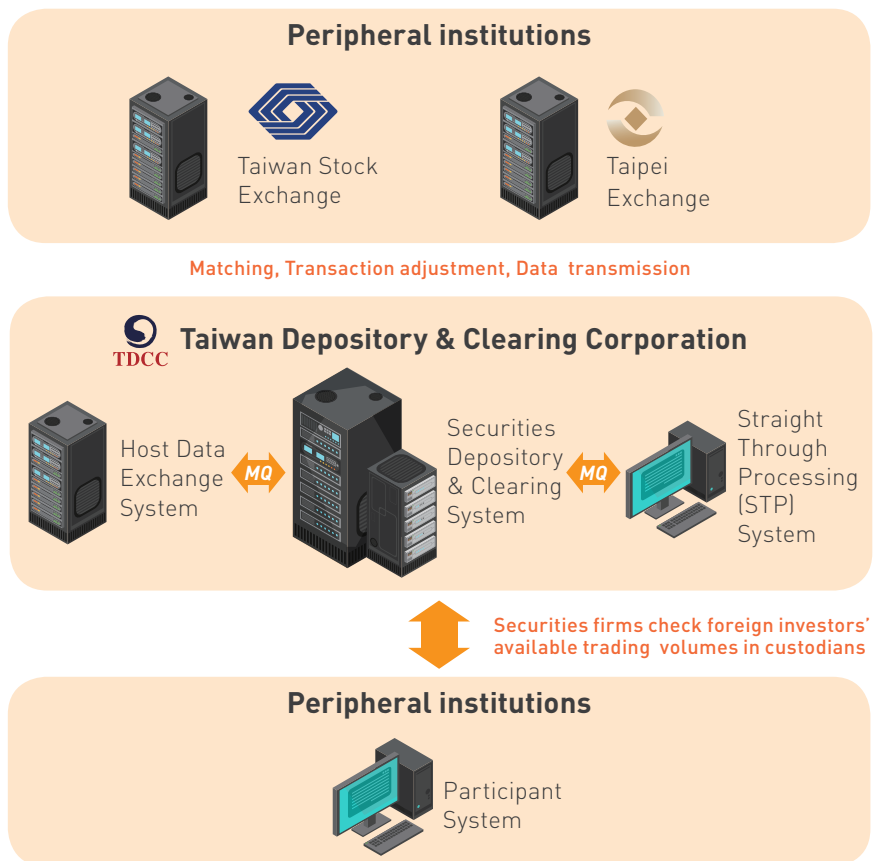 Peripheral institutions
Taiwan Stock
Exchange
Taipei
Exchange
Matching, Transaction adjustment, Data transmission
TDCC
Taiwan Depository & Clearing Corporation
Host Data
Exchange
System
MQ
Securities
Depository
& Clearing
System
MQ
Straight
Through
Processing
(STP)
System
Securities firms check foreign investors'
available trading volumes in custodians
Peripheral institutions
Participant
System